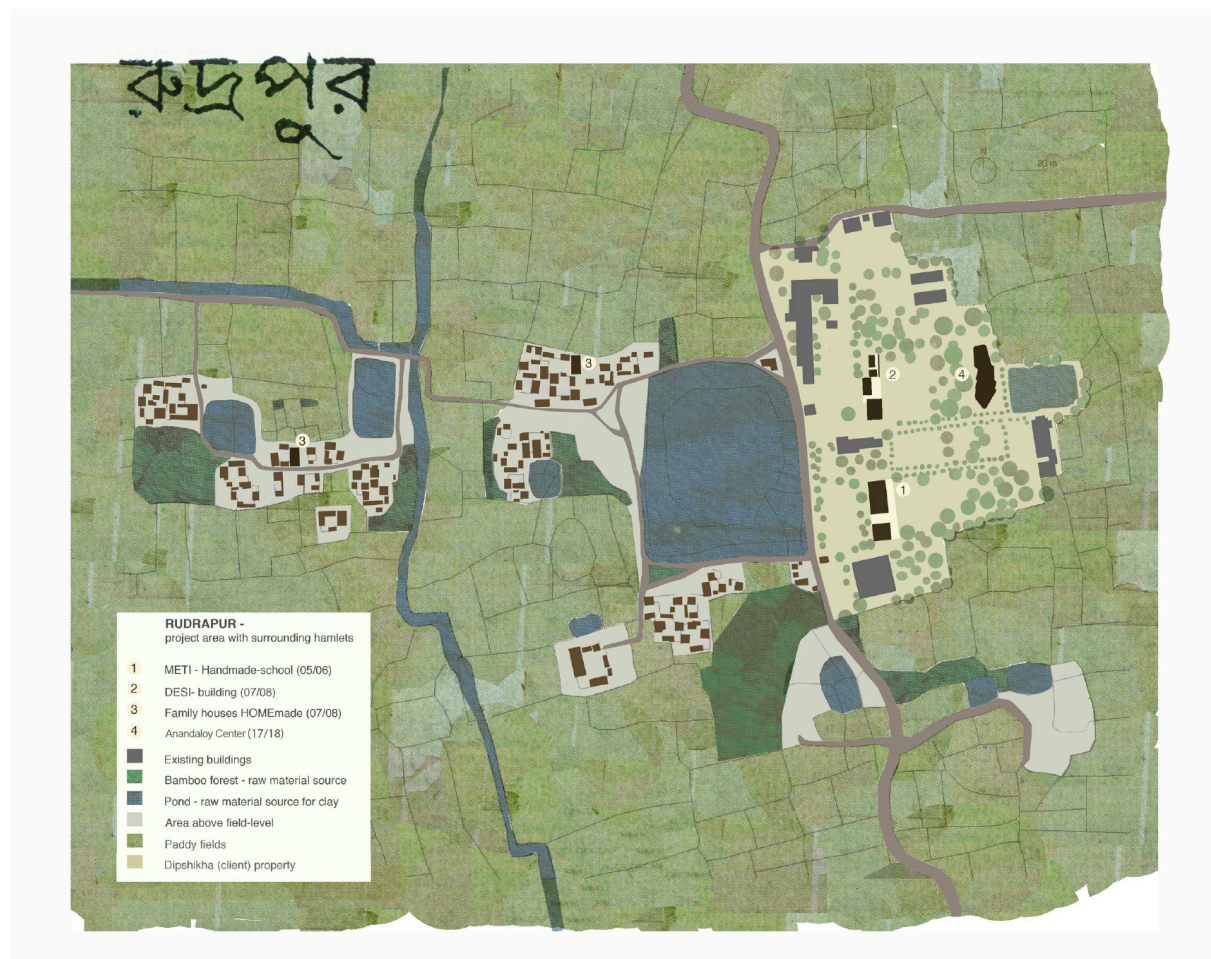 রুদ্রপুর
N
20 m
3
2
4
3
1
RUDRAPUR -
project area with surrounding hamlets
1 METI - Handmade-school (05/06)
2 DESI- building (07/08)
3 Family houses HOMEmade (07/08)
4 Anandaloy Center (17/18)
Existing buildings
Bamboo forest - raw material source
Pond - raw material source for clay
Area above field-level
Paddy fields
Dipshikha (client) property